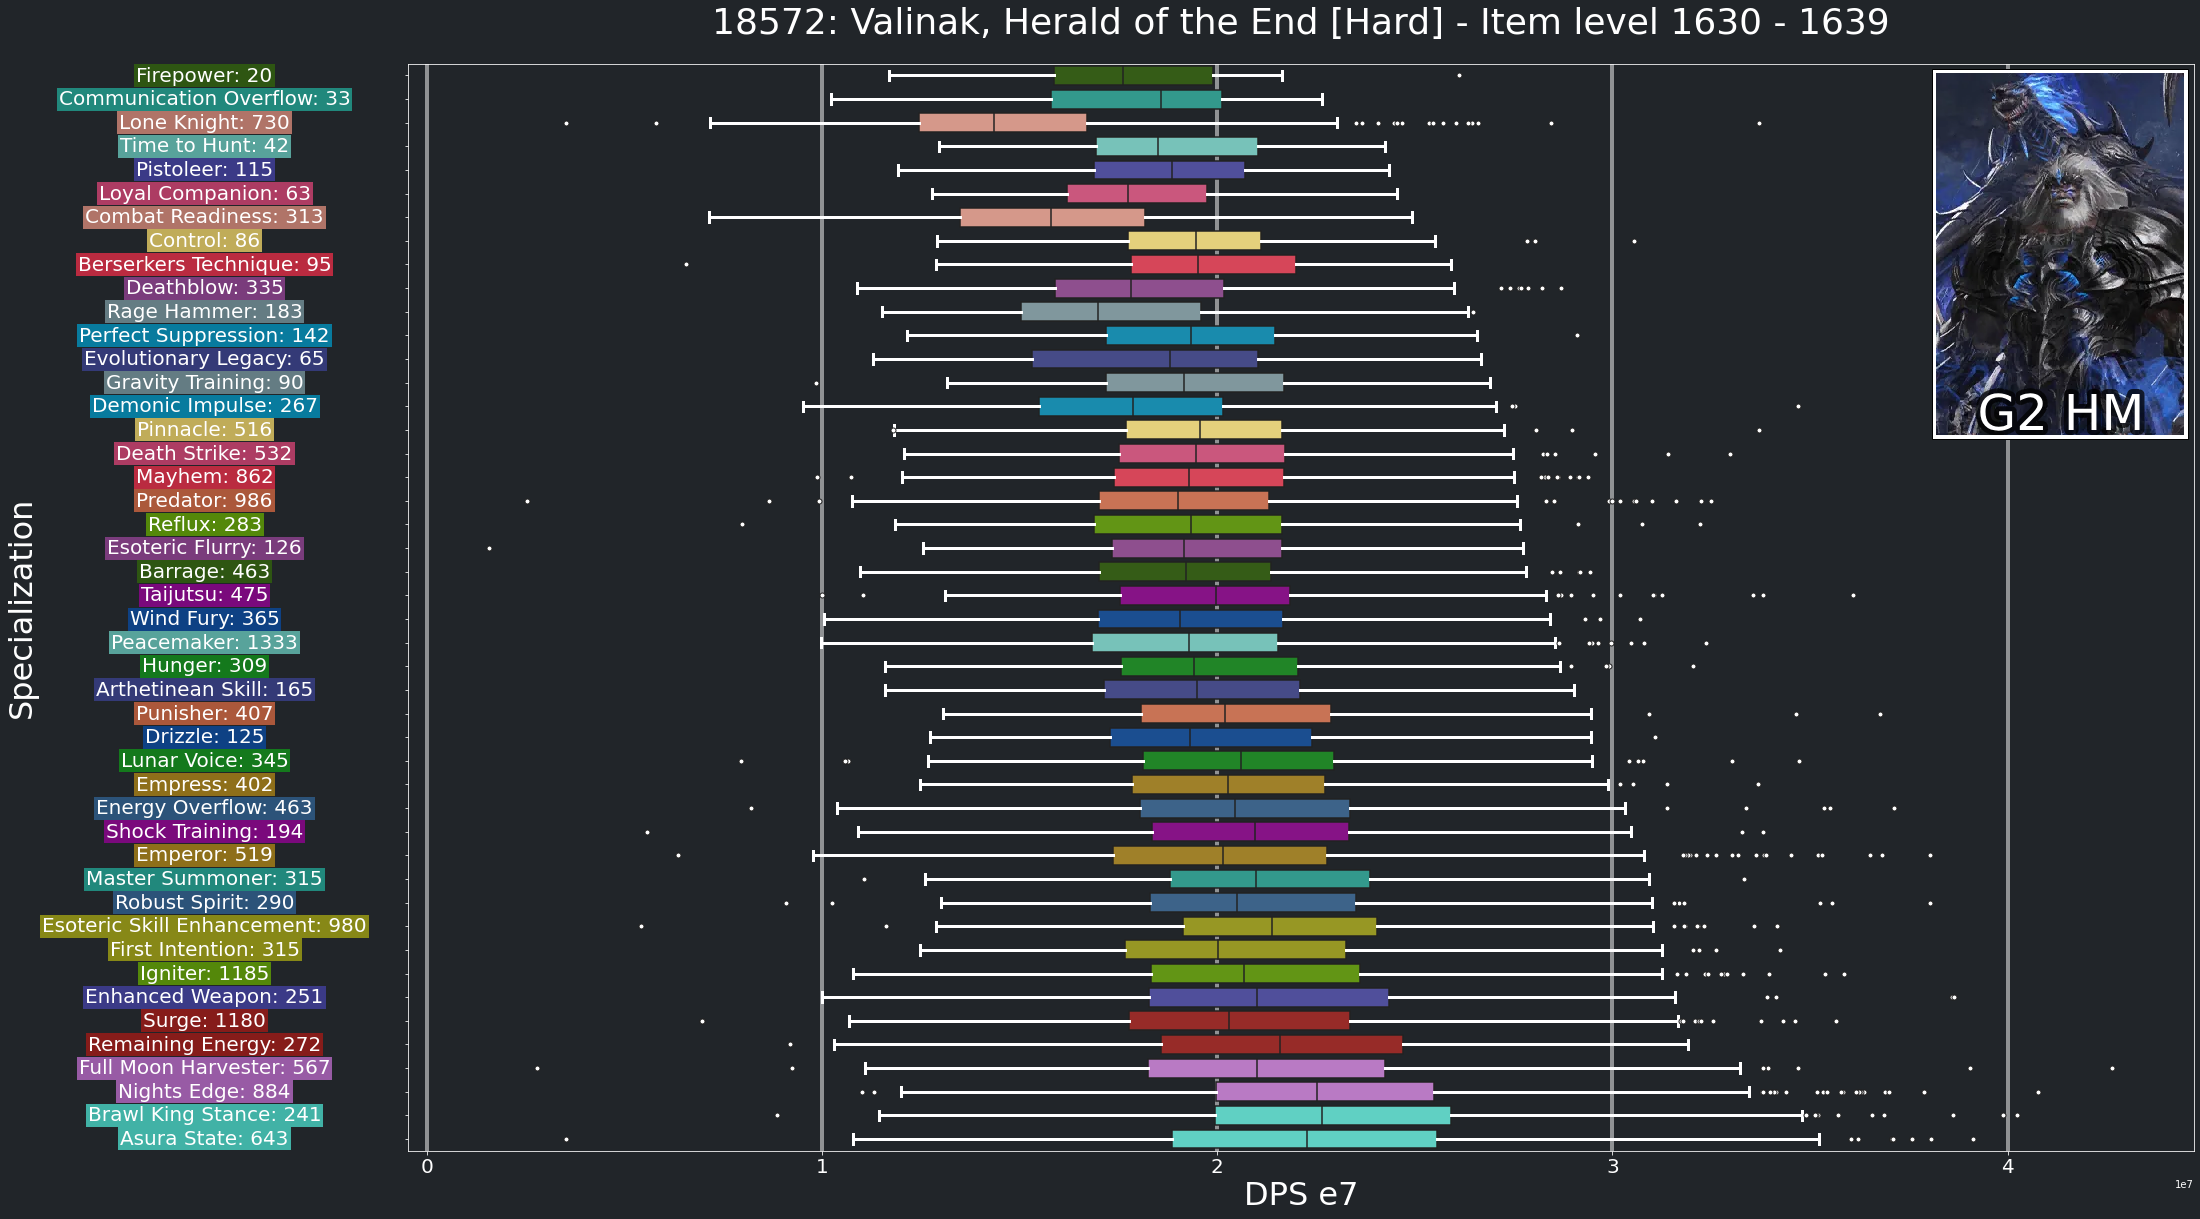 18572: Valinak, Herald of the End [Hard] - Item level 1630 - 1639
Firepower: 20
Communication Overflow: 33
Lone Knight: 730
Time to Hunt: 42
Pistoleer: 115
Loyal Companion: 63
Combat Readiness: 313
Control: 86
Berserkers Technique: 95
Deathblow: 335
Rage Hammer: 183
Perfect Suppression: 142
Evolutionary Legacy: 65
Gravity Training: 90
Demonic Impulse: 267
Pinnacle: 516
Death Strike: 532
Mayhem: 862
Predator: 986
Reflux: 283
Esoteric Flurry: 126
Barrage: 463
Taijutsu: 475
Wind Fury: 365
Peacemaker: 1333
Hunger: 309
Arthetinean Skill: 165
Punisher: 407
Drizzle: 125
Lunar Voice: 345
Empress: 402
Energy Overflow: 463
Shock Training: 194
Emperor: 519
Master Summoner: 315
Robust Spirit: 290
Esoteric Skill Enhancement: 980
First Intention: 315
Igniter: 1185
Enhanced Weapon: 251
Surge: 1180
Remaining Energy: 272
Full Moon Harvester: 567
Nights Edge: 884
Brawl King Stance: 241
Asura State: 643
Specialization
G2 HM
0 1 2 3 4
DPS e7
1e7